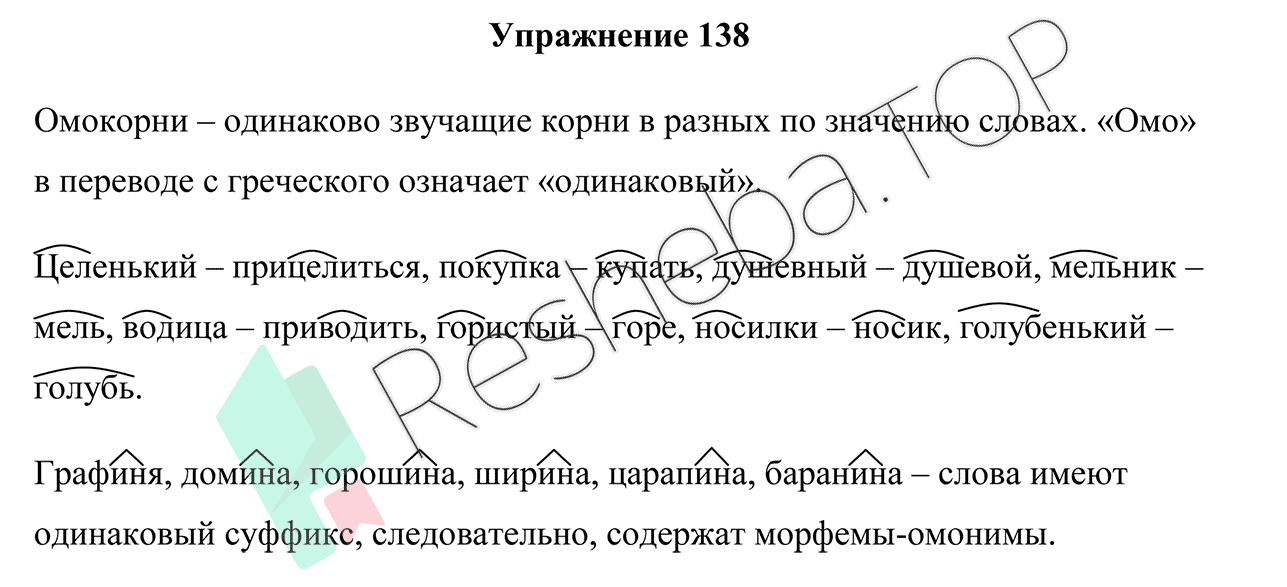 Упражнение 138
Омокорни – одинаково звучащие корни в разных по значению словах. «Омо»
в переводе с греческого означает «одинаковый».
Целенький – прицелиться, покупка – купать, душевный – душевой, мельник –
мель, водица – приводить, гористый – горе, носилки – носик, голубенький –
голубь.
Графиня, домина, горошина, ширина, царапина, баранина – слова имеют
одинаковый суффикс, следовательно, содержат морфемы-омонимы.
Resheba.TOP